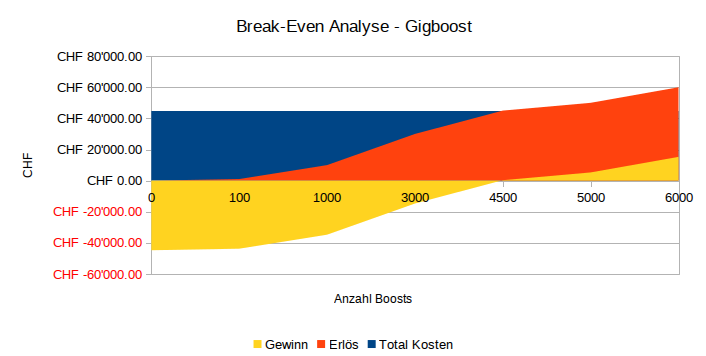 Break-Even Analyse - Gigboost
CHF 80'000.00
CHF 60'000.00
CHF 40'000.00
CHF 20'000.00
CHF 0.00
CHF -20'000.00
CHF -40'000.00
CHF -60'000.00
CHF
0 100 1000 3000 4500 5000 6000
Anzahl Boosts
Gewinn Erlös Total Kosten